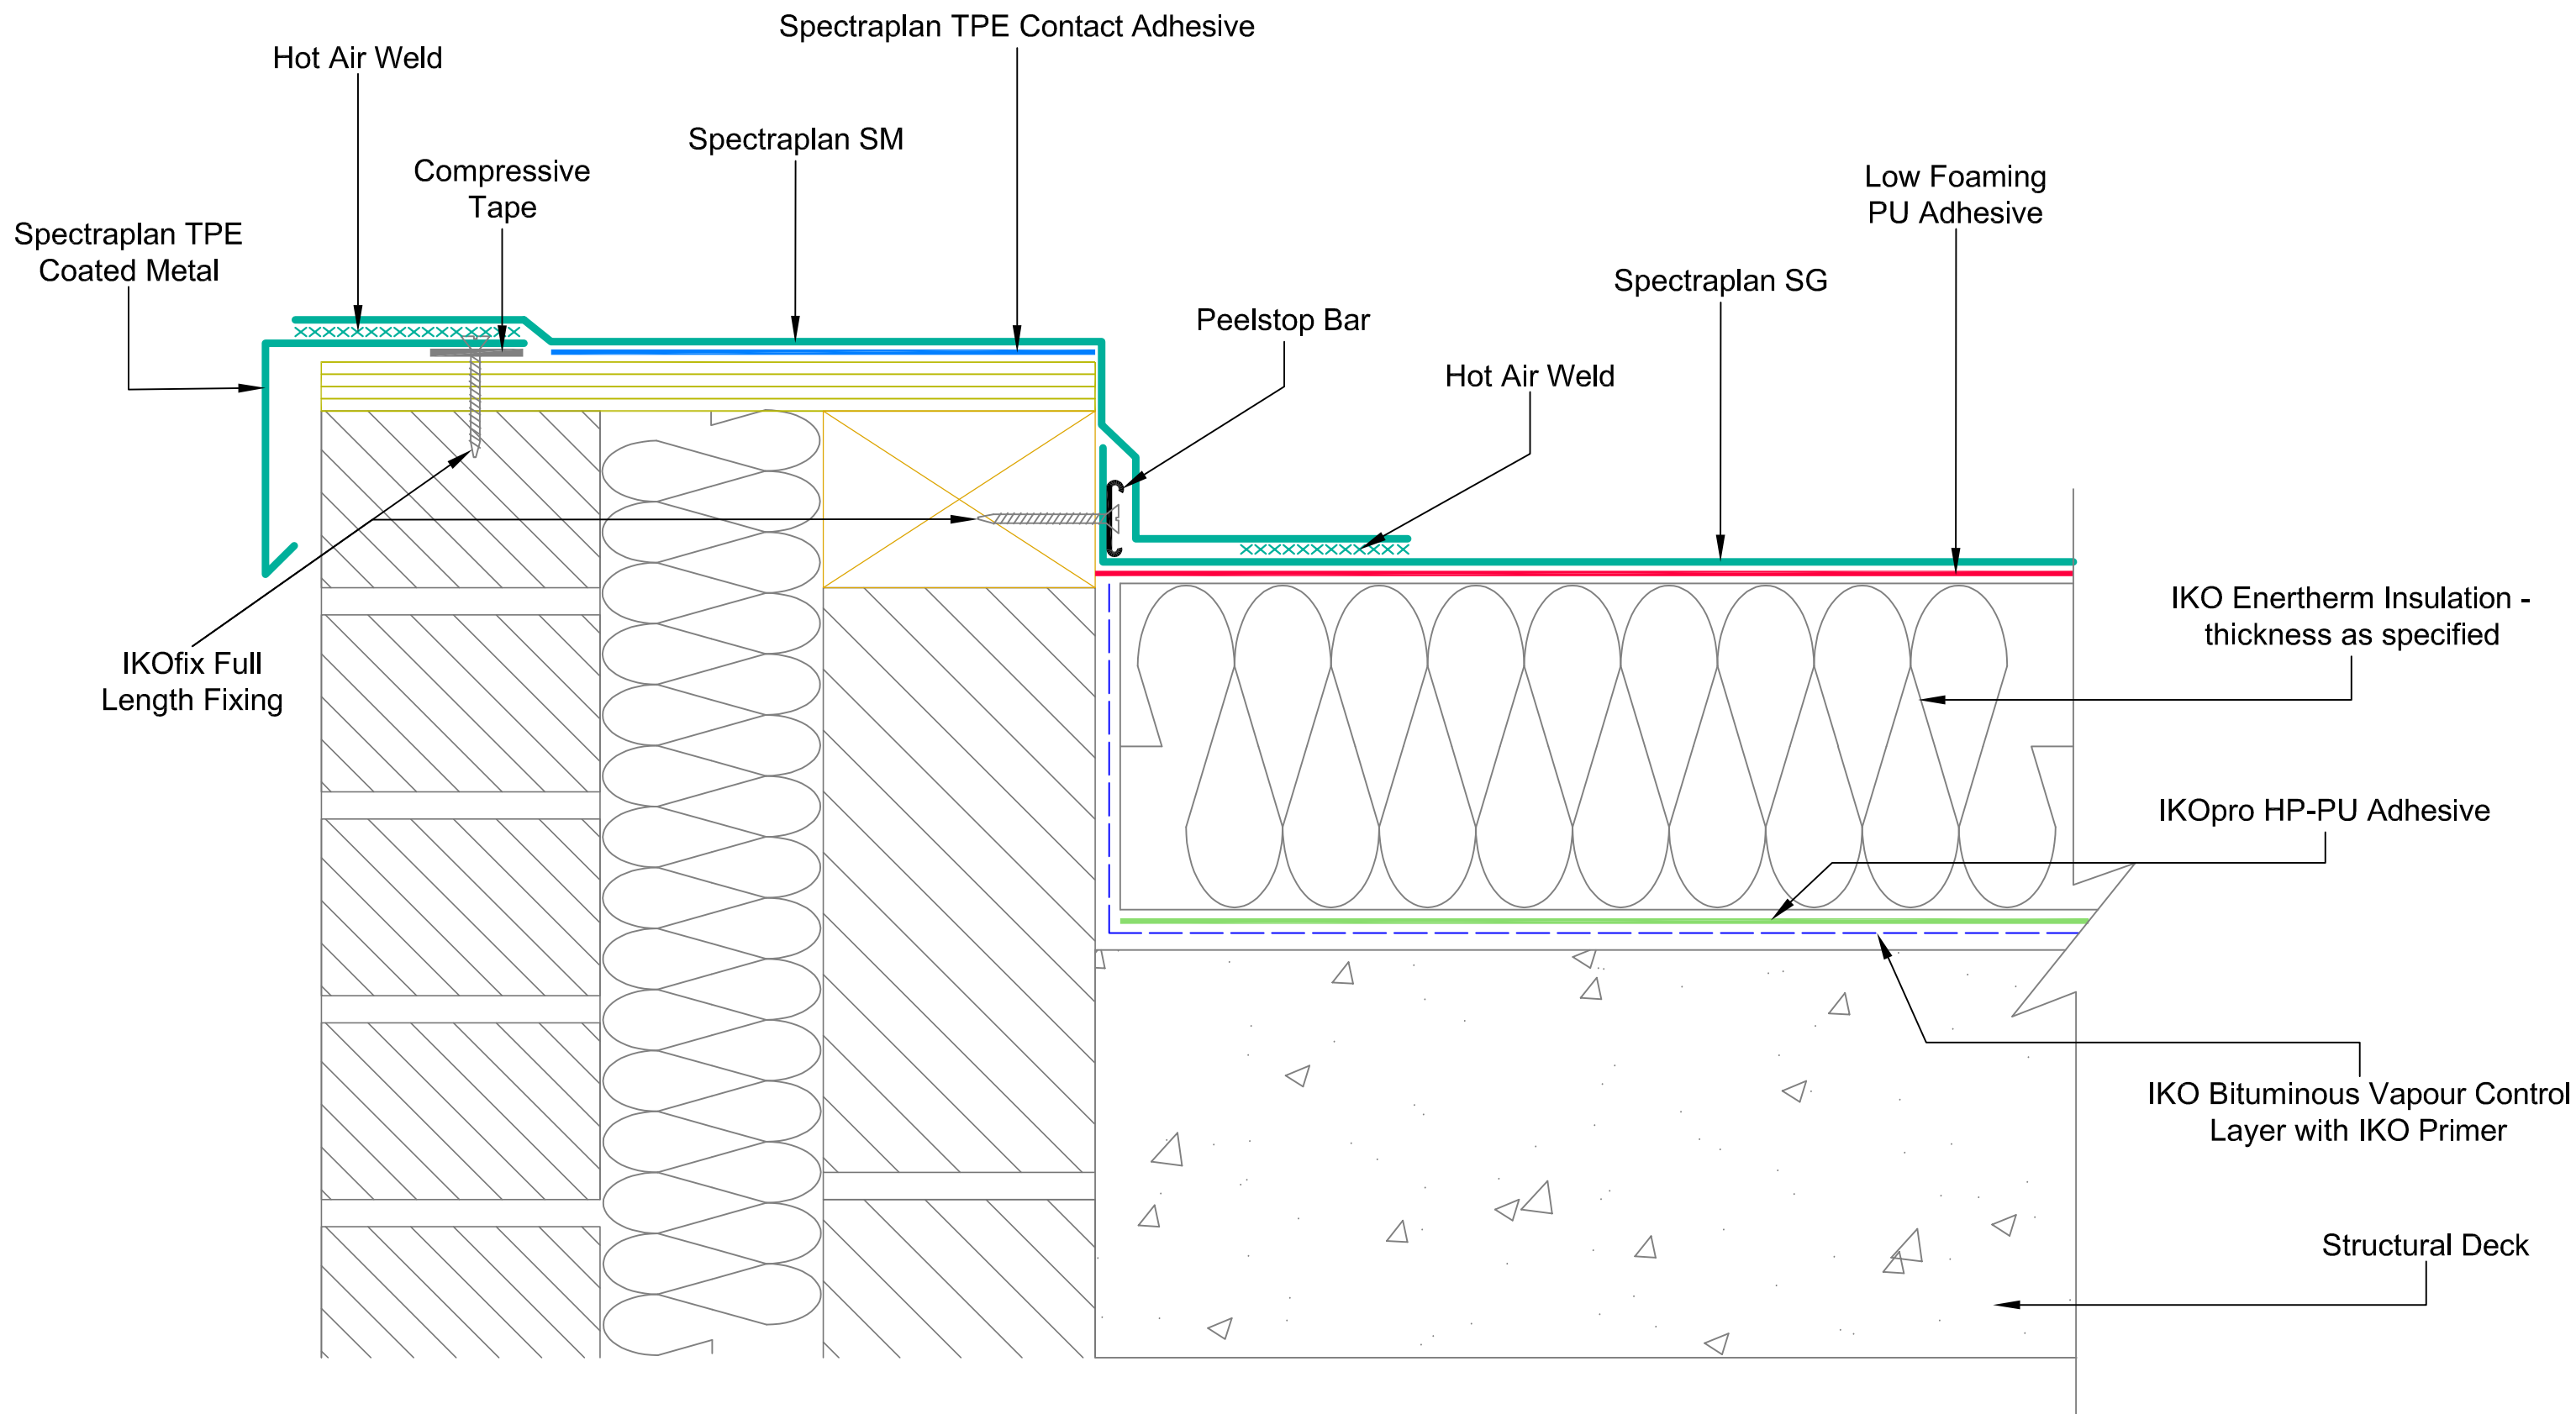 Spectraplan TPE Contact Adhesive
Hot Air Weld
Spectraplan SM
Compressive
Tape
Low Foaming
PU Adhesive
Spectraplan TPE
Coated Metal
Spectraplan SG
Peelstop Bar
Hot Air Weld
IKO Enertherm Insulation -
thickness as specified
IKOfix Full
Length Fixing
IKOpro HP-PU Adhesive
IKO Bituminous Vapour Control
Layer with IKO Primer
Structural Deck